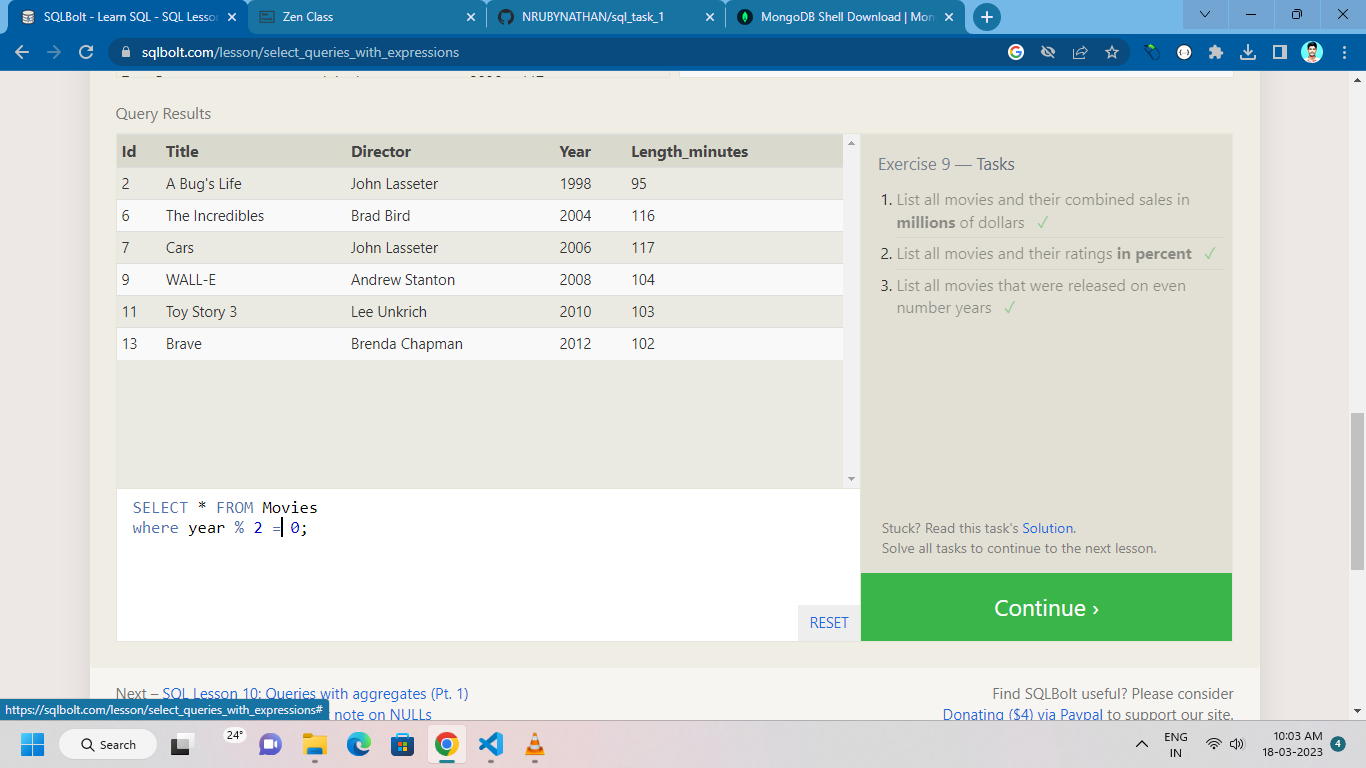 SQLBolt - Learn SQL - SQL Lesso
Zen Class
NRUBYNATHAN/sql_task_1
MongoDB Shell Download | Mon
sqlbolt.com/lesson/select_queries_with_expressions
Query Results
Id Title Director Year Length_minutes
2 A Bug's Life John Lasseter 1998 95
6 The Incredibles Brad Bird 2004 116
7 Cars John Lasseter 2006 117
9 WALL-E Andrew Stanton 2008 104
11 Toy Story 3 Lee Unkrich 2010 103
13 Brave Brenda Chapman 2012 102
Exercise 9 — Tasks
1. List all movies and their combined sales in
millions of dollars ✓
2. List all movies and their ratings in percent ✓
3. List all movies that were released on even
number years ✓
SELECT * FROM Movies
where year % 2 = 0;
RESET
Stuck? Read this task's Solution.
Solve all tasks to continue to the next lesson.
Continue ›
Next – SQL Lesson 10: Queries with aggregates (Pt. 1)
note on NULLs
Find SQLBolt useful? Please consider
Donating ($4) via Paypal to support our site.
https://sqlbolt.com/lesson/select_queries_with_expressions#
Search
24°
ENG
IN
10:03 AM
18-03-2023
4